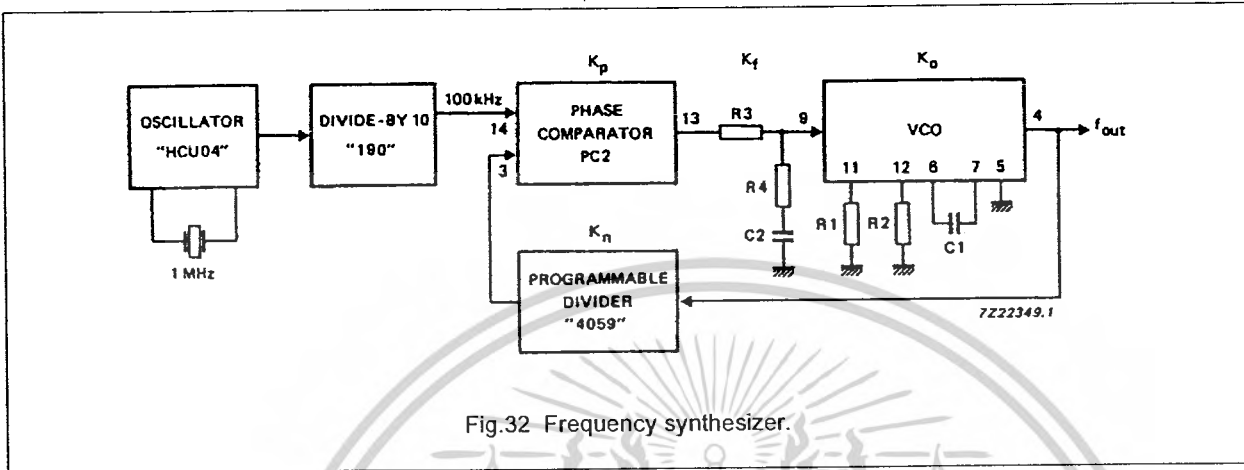 Kp
Kf
Ko
OSCILLATOR
"HCU04"
1 MHz
DIVIDE-BY 10
"190"
100kHz
14
3
PHASE
COMPARATOR
PC2
13
R3
9
R4
C2
VCO
11
12
6
7
5
R1
R2
C1
4
fout
Kn
PROGRAMMABLE
DIVIDER
"4059"
7Z22349.1
Fig.32 Frequency synthesizer.